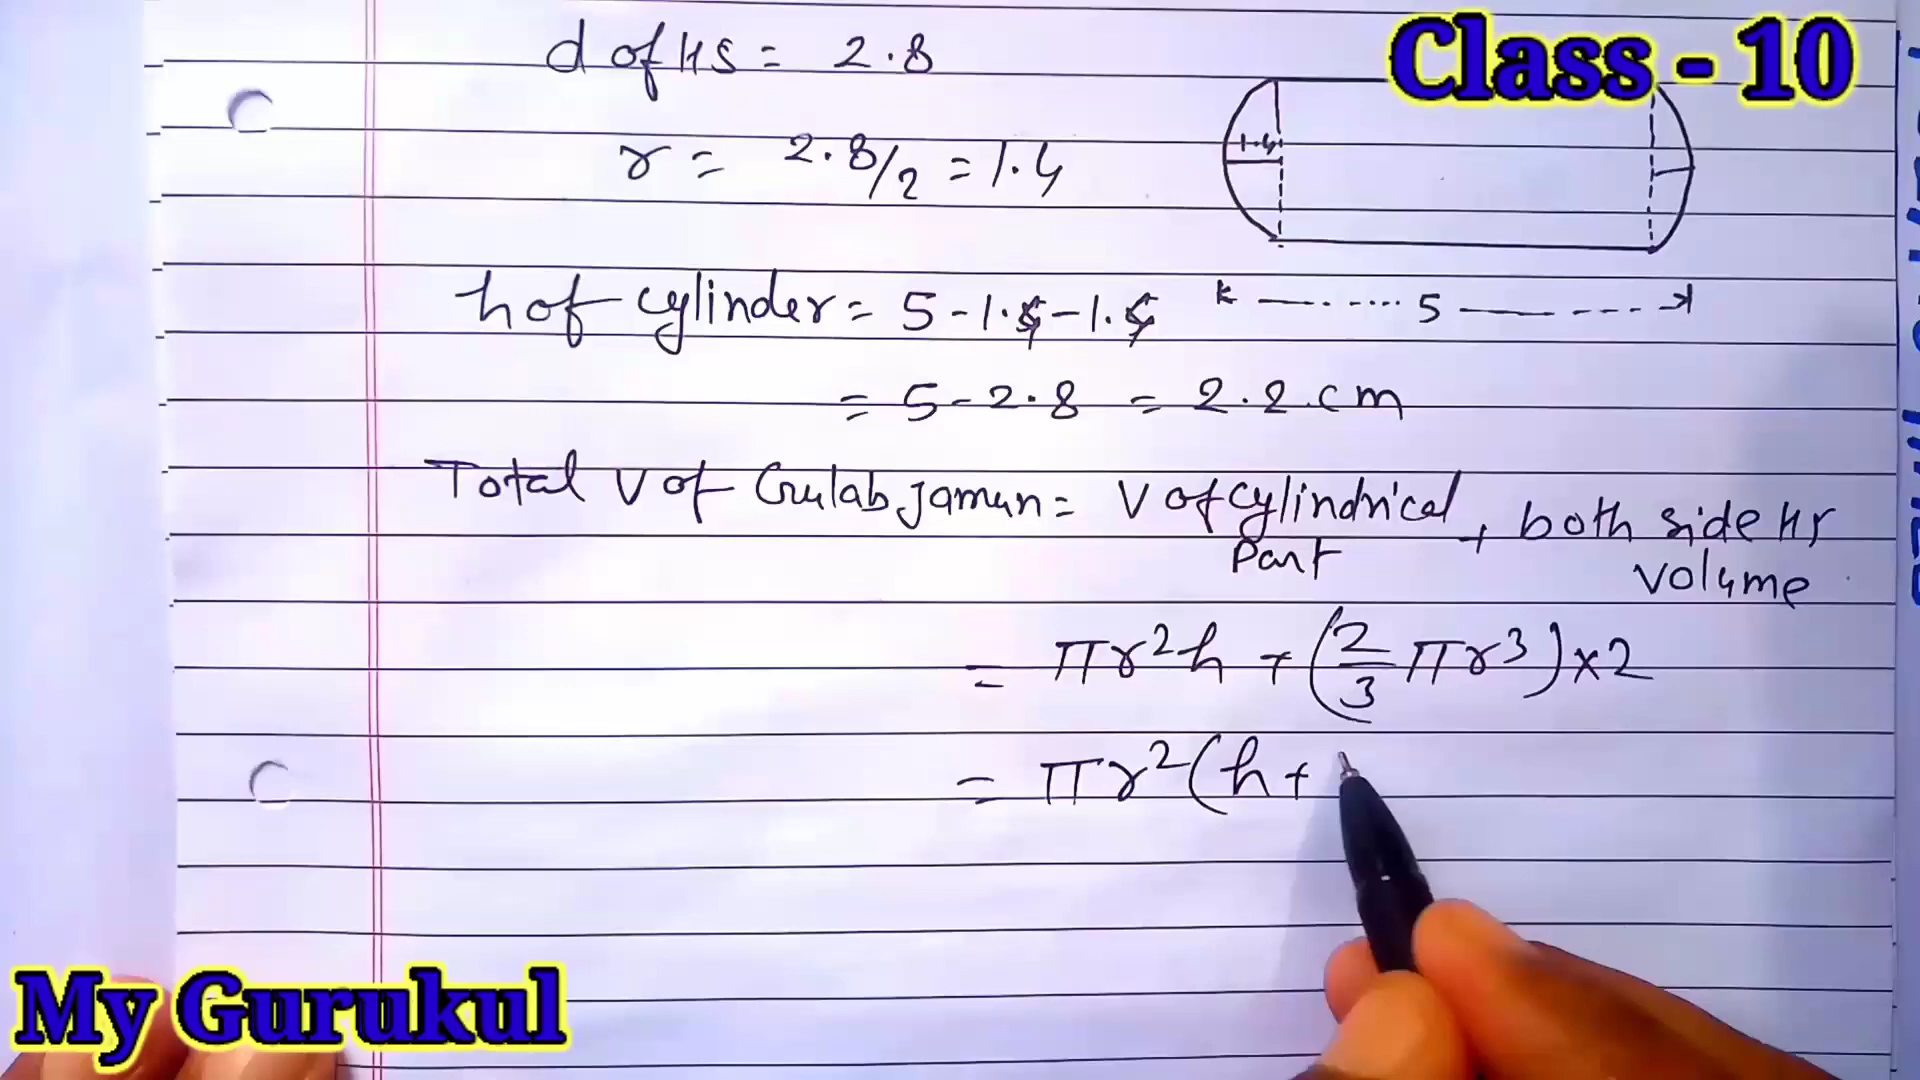 Class - 10
d of HS = 2.8
r = 2.8/2 = 1.4
1.4
h of cylinder = 5 - 1.4 - 1.4
5
= 5 - 2.8 = 2.2 cm
Total V of Gulab jamun = V of cylindrical Part + both side HS volume
= πr²h + (2/3 πr³) × 2
= πr²(h +
My Gurukul